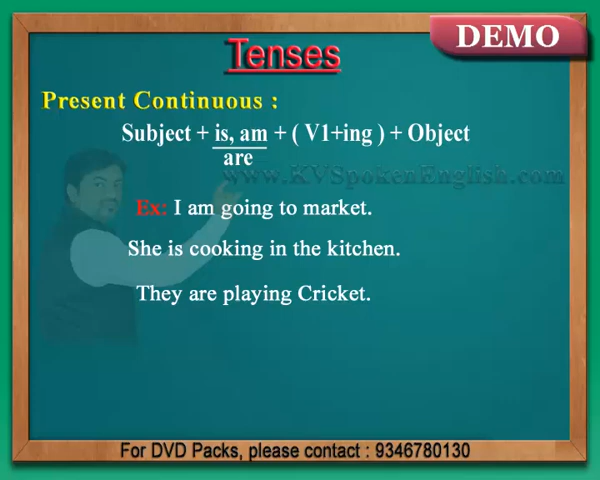 DEMO
Tenses
Present Continuous :
Subject + is, am + ( V1+ing ) + Object
are
www.KVSpokenEnglish.com
Ex: I am going to market.
She is cooking in the kitchen.
They are playing Cricket.
For DVD Packs, please contact : 9346780130